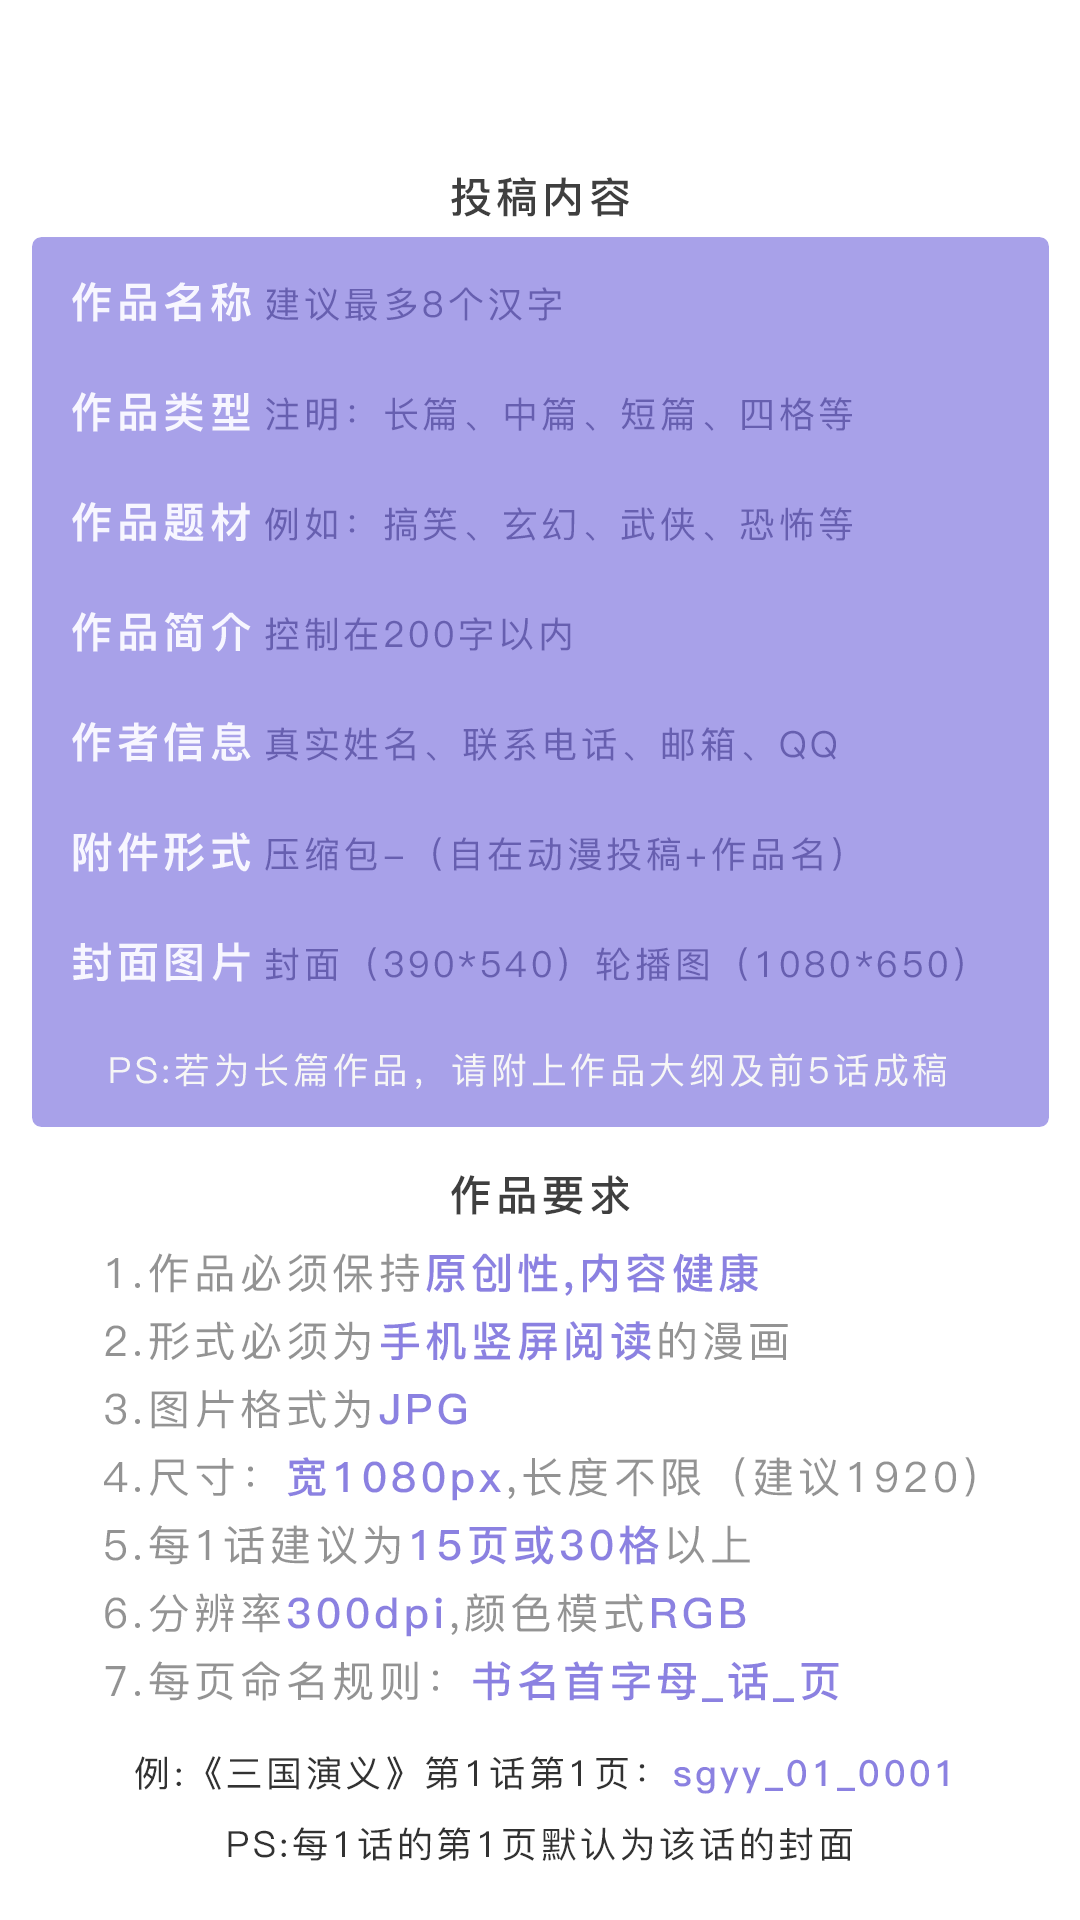 投稿内容
作品名称 建议最多8个汉字
作品类型 注明：长篇、中篇、短篇、四格等
作品题材 例如：搞笑、玄幻、武侠、恐怖等
作品简介 控制在200字以内
作者信息 真实姓名、联系电话、邮箱、QQ
附件形式 压缩包-（自在动漫投稿+作品名）
封面图片 封面（390*540）轮播图（1080*650）
PS:若为长篇作品，请附上作品大纲及前5话成稿
作品要求
1.作品必须保持原创性,内容健康
2.形式必须为手机竖屏阅读的漫画
3.图片格式为JPG
4.尺寸：宽1080px,长度不限（建议1920）
5.每1话建议为15页或30格以上
6.分辨率300dpi,颜色模式RGB
7.每页命名规则：书名首字母_话_页
例:《三国演义》第1话第1页：sgyy_01_0001
PS:每1话的第1页默认为该话的封面